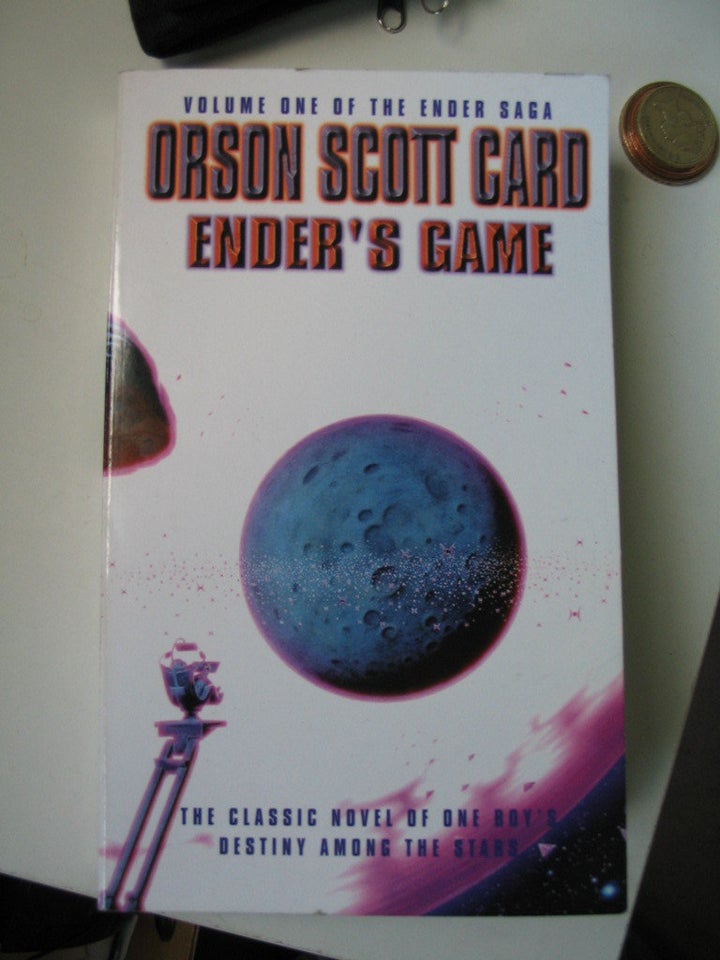 VOLUME ONE OF THE ENDER SAGA
ORSON SCOTT CARD
ENDER'S GAME
THE CLASSIC NOVEL OF ONE BOY'S
DESTINY AMONG THE STARS